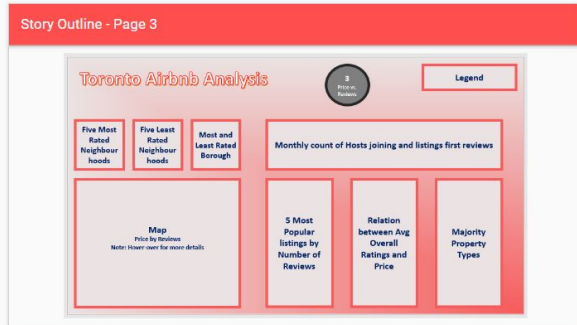 Story Outline - Page 3
Toronto Airbnb Analysis
3
Price vs.
Reviews
Legend
Five Most
Rated
Neighbour
hoods
Five Least
Rated
Neighbour
hoods
Most and
Least Rated
Borough
Monthly count of Hosts joining and listings first reviews
Map
Price by Reviews
Note: Hover over for more details
5 Most
Popular
listings by
Number of
Reviews
Relation
between Avg
Overall
Ratings and
Price
Majority
Property
Types